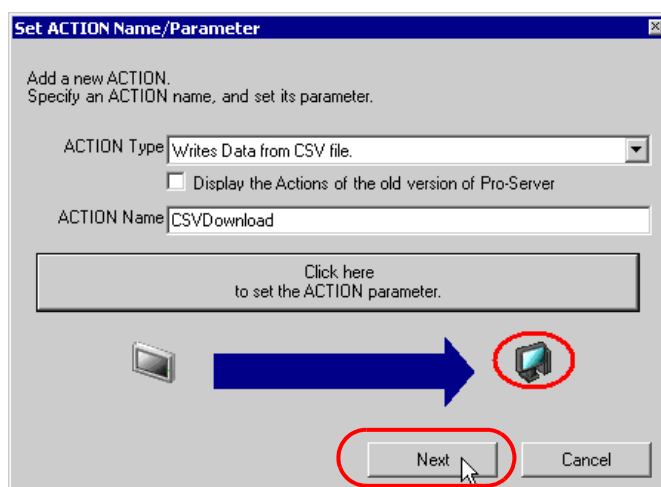 Set ACTION Name/Parameter
Add a new ACTION.
Specify an ACTION name, and set its parameter.
ACTION Type Writes Data from CSV file.
Display the Actions of the old version of Pro-Server
ACTION Name CSVDownload
Click here
to set the ACTION parameter.
Next Cancel